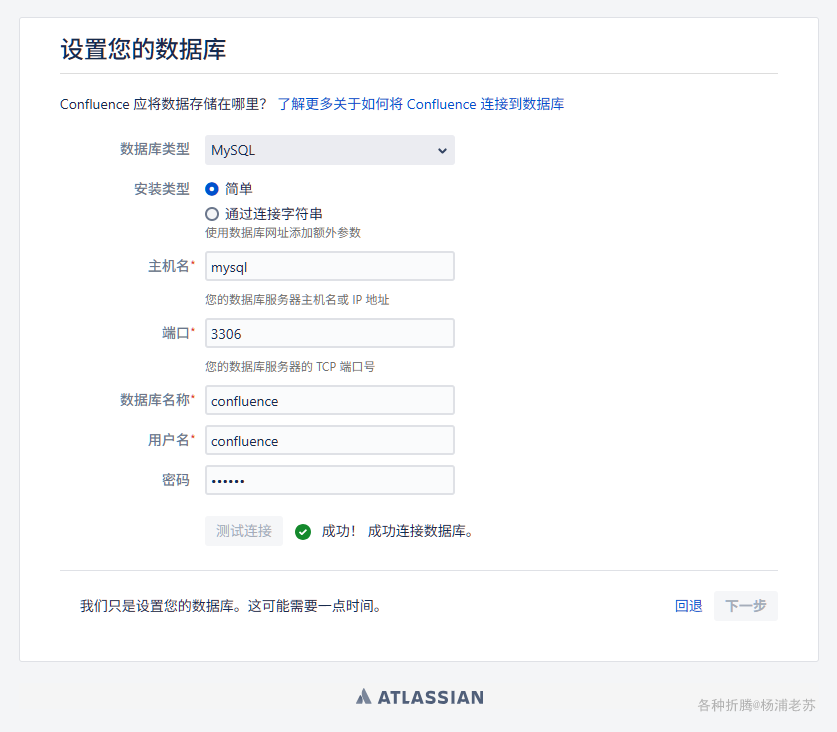 设置您的数据库
Confluence 应将数据存储在哪里? 了解更多关于如何将 Confluence 连接到数据库
数据库类型 MySQL
安装类型 简单
通过连接字符串
使用数据库网址添加额外参数
主机名* mysql
您的数据库服务器主机名或 IP 地址
端口* 3306
您的数据库服务器的 TCP 端口号
数据库名称* confluence
用户名* confluence
密码 ••••••
测试连接 成功! 成功连接数据库。
我们只是设置您的数据库。这可能需要一点时间。 回退 下一步
ATLASSIAN
各种折腾@杨浦老苏